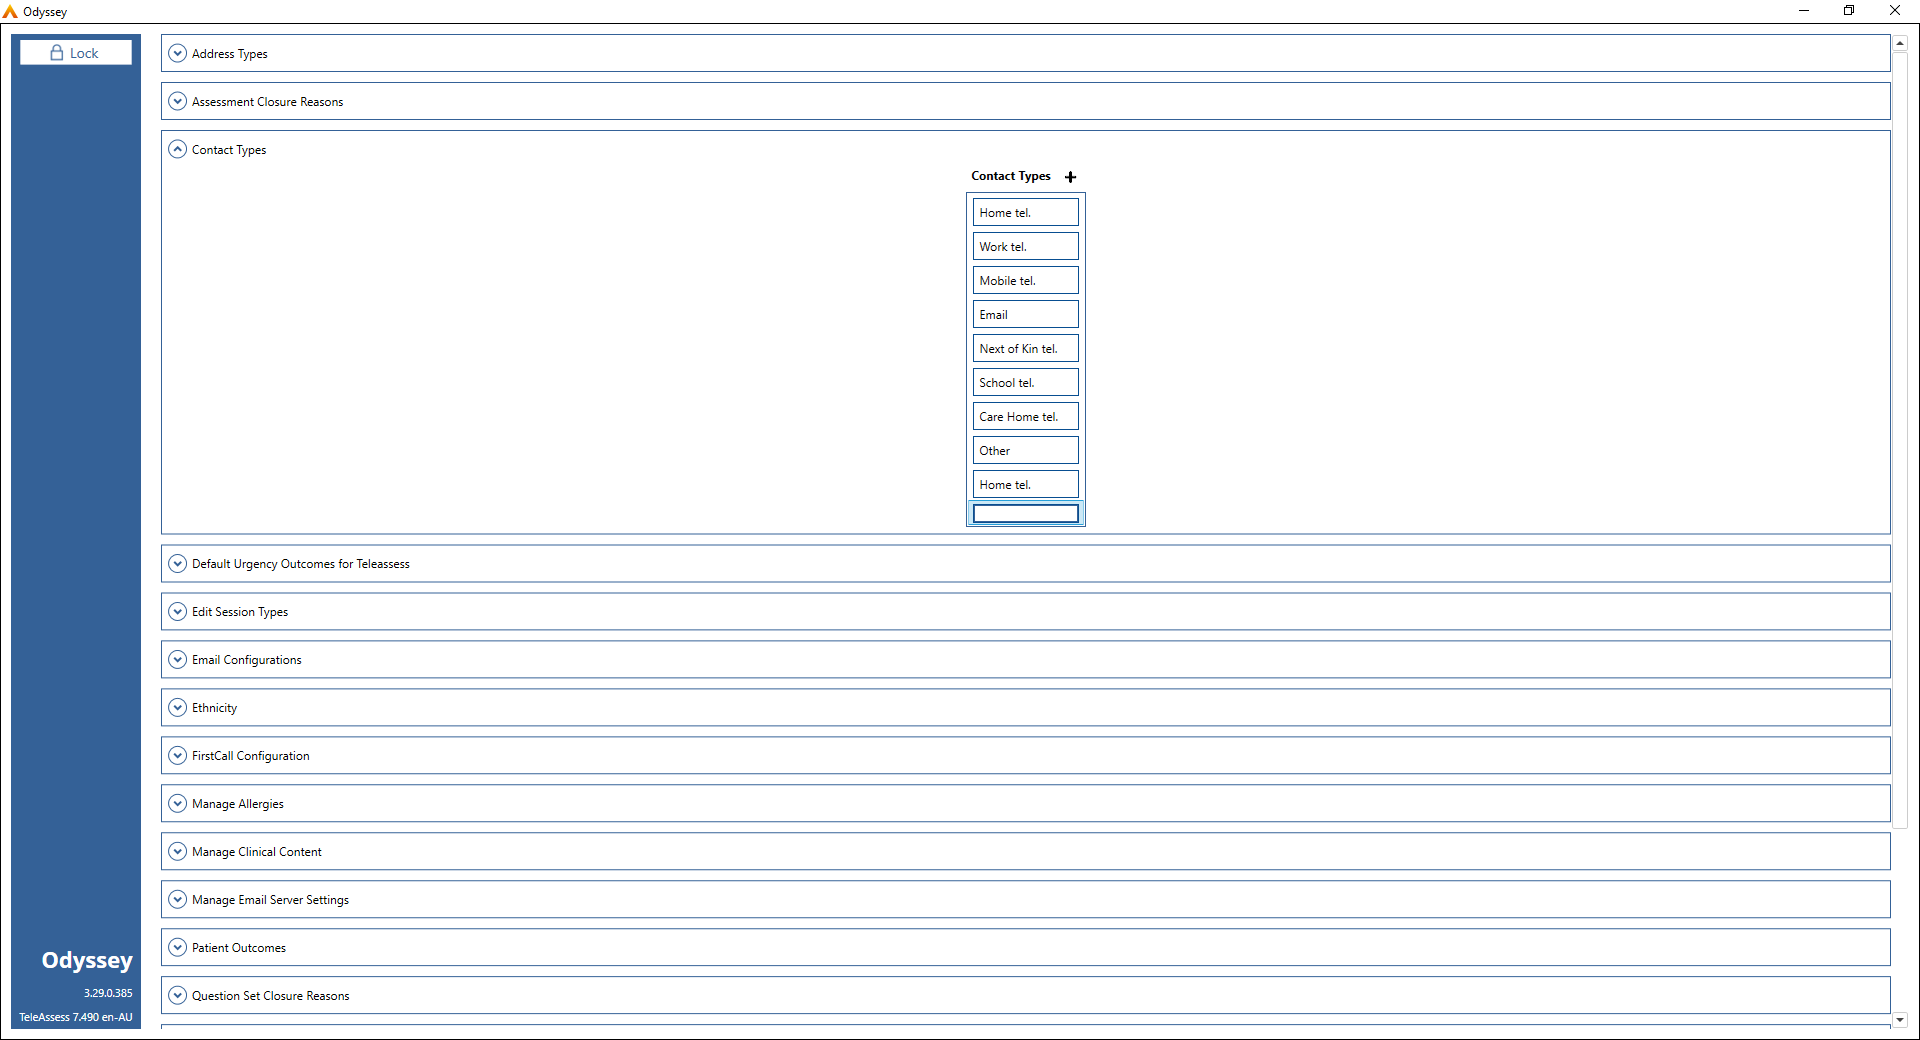 Odyssey
Lock
Address Types
Assessment Closure Reasons
Contact Types
Contact Types
Home tel.
Work tel.
Mobile tel.
Email
Next of Kin tel.
School tel.
Care Home tel.
Other
Home tel.
Default Urgency Outcomes for Teleassess
Edit Session Types
Email Configurations
Ethnicity
FirstCall Configuration
Manage Allergies
Manage Clinical Content
Manage Email Server Settings
Patient Outcomes
Question Set Closure Reasons
Odyssey
3.29.0.385
TeleAssess 7.490 en-AU